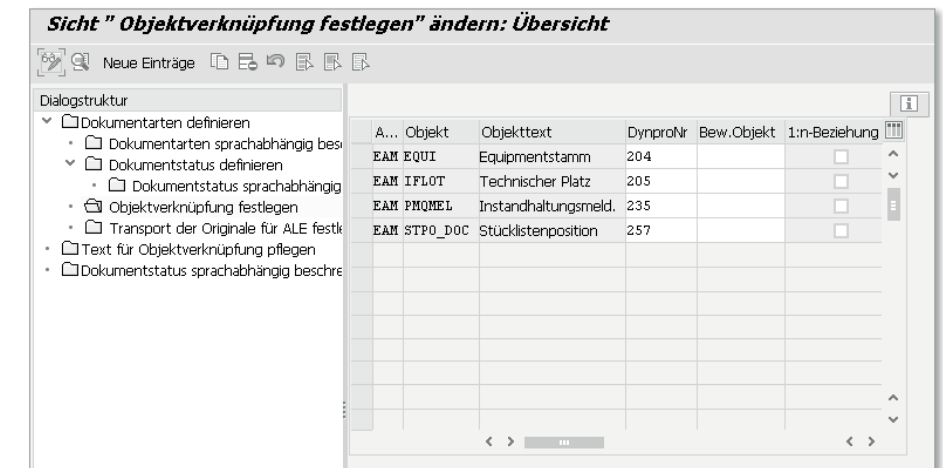 Sicht " Objektverknüpfung festlegen" ändern: Übersicht
Neue Einträge
Dialogstruktur
Dokumentarten definieren
Dokumentarten sprachabhängig bes
Dokumentstatus definieren
Dokumentstatus sprachabhängig
Objektverknüpfung festlegen
Transport der Originale für ALE festle
Text für Objektverknüpfung pflegen
Dokumentstatus sprachabhängig beschre
A... Objekt Objekttext DynproNr Bew.Objekt 1:n-Beziehung
EAM EQUI Equipmentstamm 204
EAM IFLOT Technischer Platz 205
EAM PMQMEL Instandhaltungsmeld. 235
EAM STPO_DOC Stücklistenposition 257